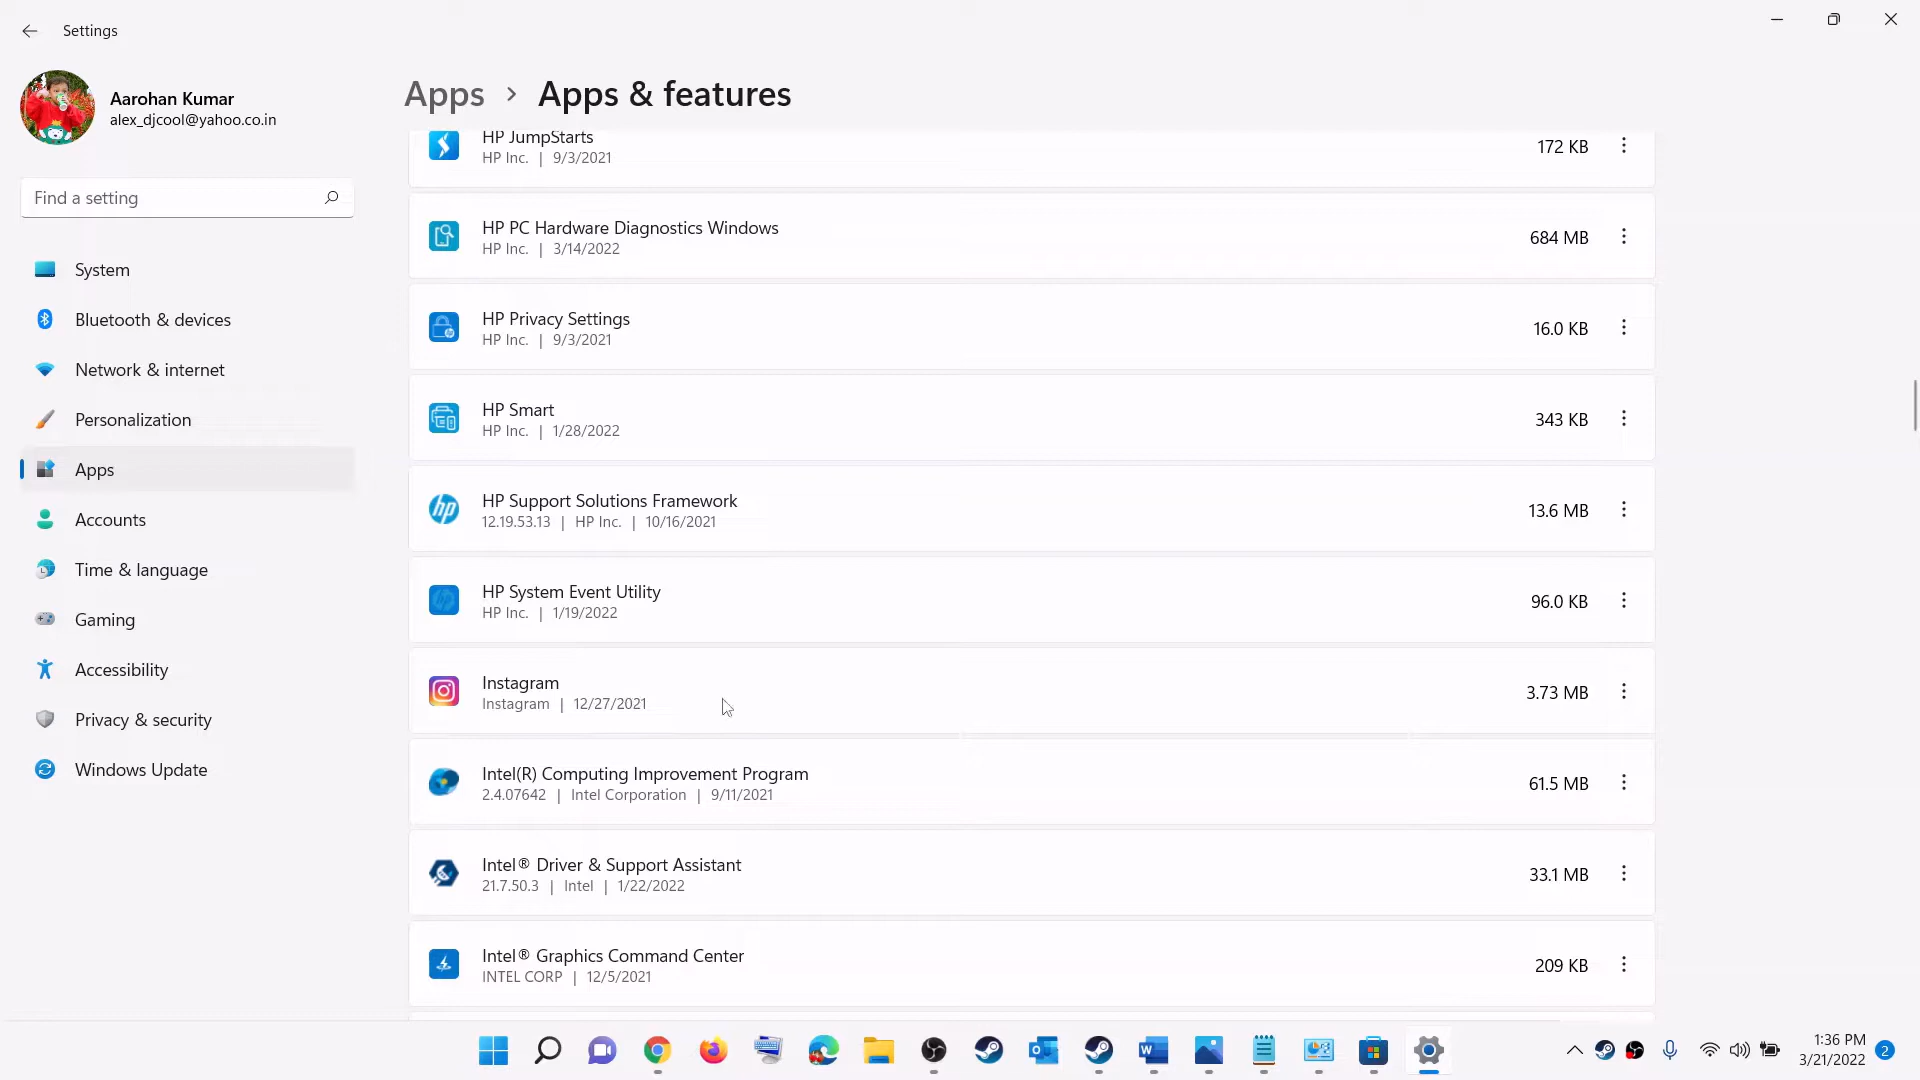 Settings
Aarohan Kumar
alex_djcool@yahoo.co.in
Find a setting
System
Bluetooth & devices
Network & internet
Personalization
Apps
Accounts
Time & language
Gaming
Accessibility
Privacy & security
Windows Update
Apps > Apps & features
HP JumpStarts
HP Inc. | 9/3/2021
172 KB
HP PC Hardware Diagnostics Windows
HP Inc. | 3/14/2022
684 MB
HP Privacy Settings
HP Inc. | 9/3/2021
16.0 KB
HP Smart
HP Inc. | 1/28/2022
343 KB
HP Support Solutions Framework
12.19.53.13 | HP Inc. | 10/16/2021
13.6 MB
HP System Event Utility
HP Inc. | 1/19/2022
96.0 KB
Instagram
Instagram | 12/27/2021
3.73 MB
Intel(R) Computing Improvement Program
2.4.07642 | Intel Corporation | 9/11/2021
61.5 MB
Intel® Driver & Support Assistant
21.7.50.3 | Intel | 1/22/2022
33.1 MB
Intel® Graphics Command Center
INTEL CORP | 12/5/2021
209 KB
1:36 PM
3/21/2022
2